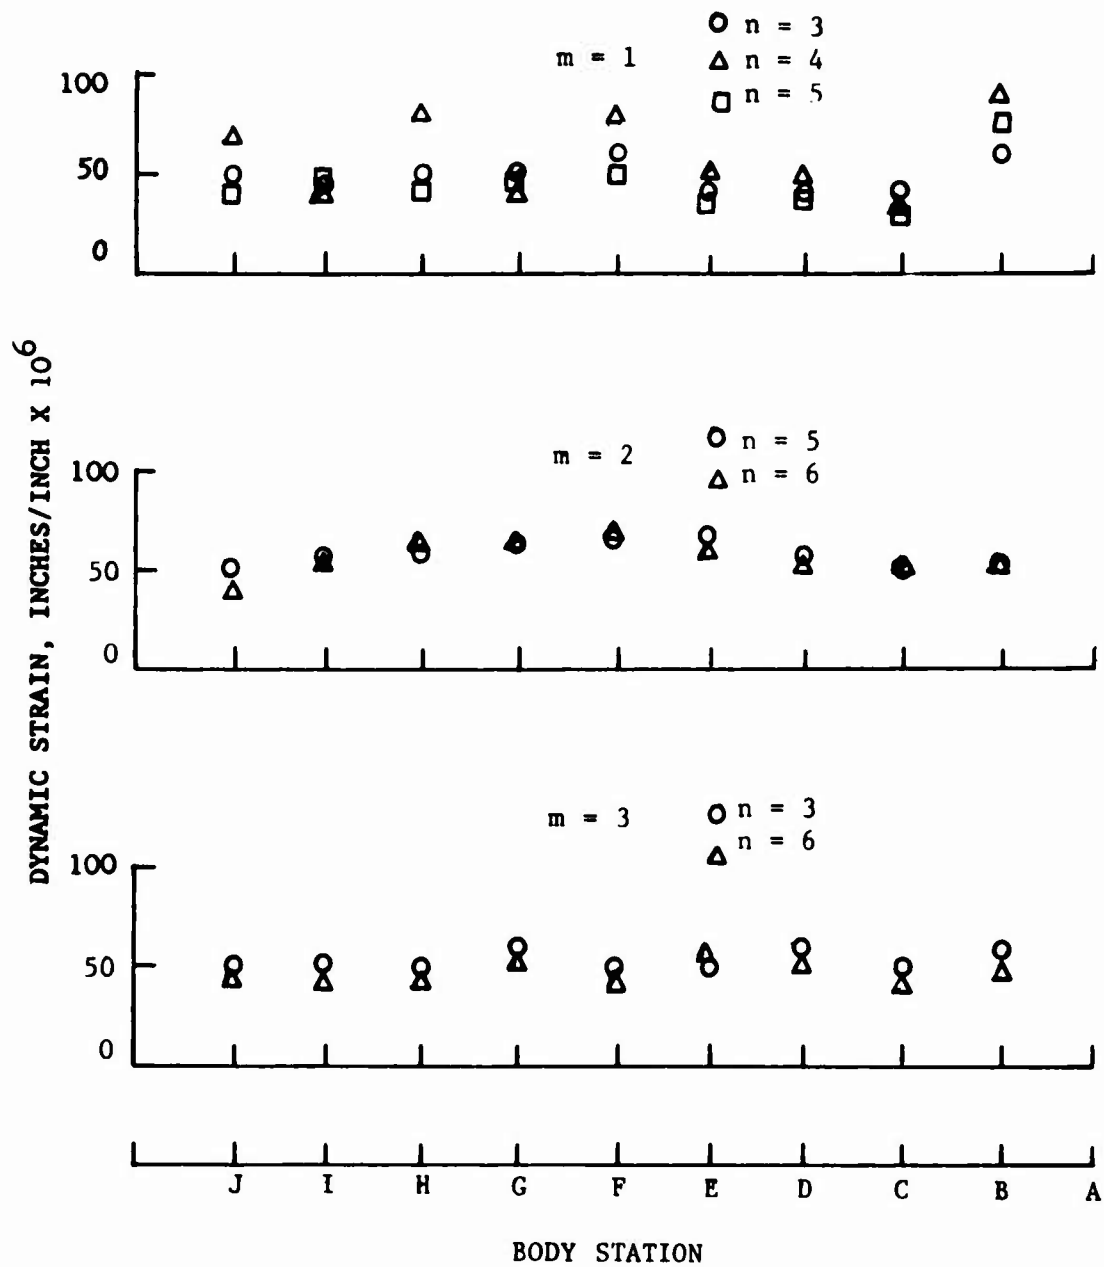 n = 3
m = 1
n = 4
n = 5
100
50
0
n = 5
m = 2
n = 6
100
50
0
n = 3
m = 3
n = 6
100
50
0
DYNAMIC STRAIN, INCHES/INCH X 10^6
J I H G F E D C B A
BODY STATION